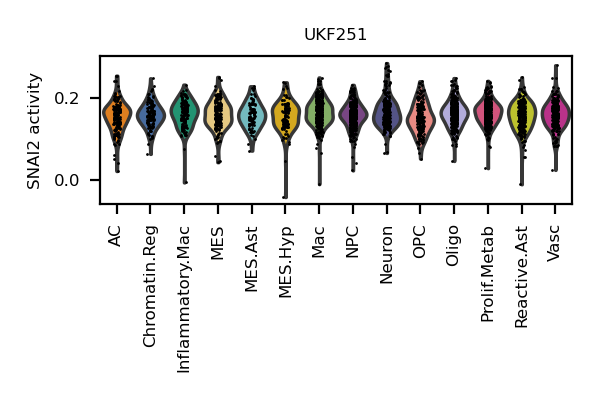 UKF251
SNAI2 activity
0.2
0.0
AC
Chromatin.Reg
Inflammatory.Mac
MES
MES.Ast
MES.Hyp
Mac
NPC
Neuron
OPC
Oligo
Prolif.Metab
Reactive.Ast
Vasc